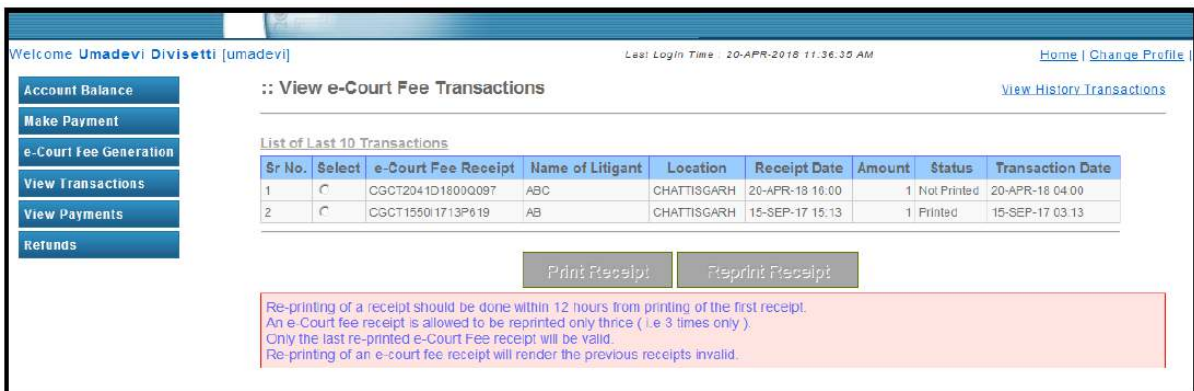 Welcome Umadevi Divisetti [umadevi]
Last Login Time : 20-APR-2018 11:36:35 AM
Home | Change Profile |
Account Balance
Make Payment
e-Court Fee Generation
View Transactions
View Payments
Refunds
:: View e-Court Fee Transactions
View History Transactions
List of Last 10 Transactions
Sr No. Select e-Court Fee Receipt Name of Litigant Location Receipt Date Amount Status Transaction Date
1 CGCT2041D1800Q097 ABC CHATTISGARH 20-APR-18 16:00 1 Not Printed 20-APR-18 04:00
2 CGCT1550I1713P619 AB CHATTISGARH 15-SEP-17 15:13 1 Printed 15-SEP-17 03:13
Print Receipt
Reprint Receipt
Re-printing of a receipt should be done within 12 hours from printing of the first receipt.
An e-Court fee receipt is allowed to be reprinted only thrice ( i.e 3 times only ).
Only the last re-printed e-Court Fee receipt will be valid.
Re-printing of an e-court fee receipt will render the previous receipts invalid.